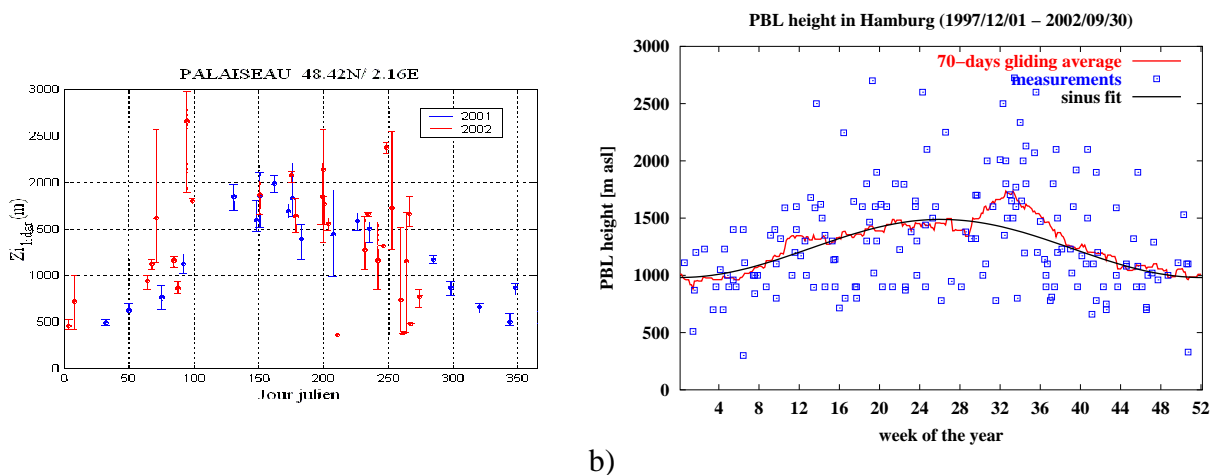 PALAISEAU 48.42N/ 2.16E
3000
2500
2000
1500
1000
500
0
Zi (m)
2001
2002
0 50 100 150 200 250 300 350
Jour julien
b)
PBL height in Hamburg (1997/12/01 − 2002/09/30)
3000
2500
2000
1500
1000
500
0
PBL height [m asl]
70−days gliding average
measurements
sinus fit
4 8 12 16 20 24 28 32 36 40 44 48 52
week of the year